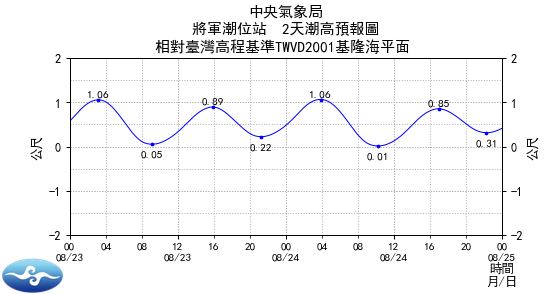 中央氣象局
將軍潮位站 2天潮高預報圖
相對臺灣高程基準TWVD2001基隆海平面
2 2
1.06 0.89 1.06 0.85
1 1
公尺 公尺
0 0
0.05 0.22 0.01 0.31
-1 -1
-2 -2
00 04 08 12 16 20 00 04 08 12 16 20 00
08/23 08/23 08/24 08/24 08/25
時間
月/日